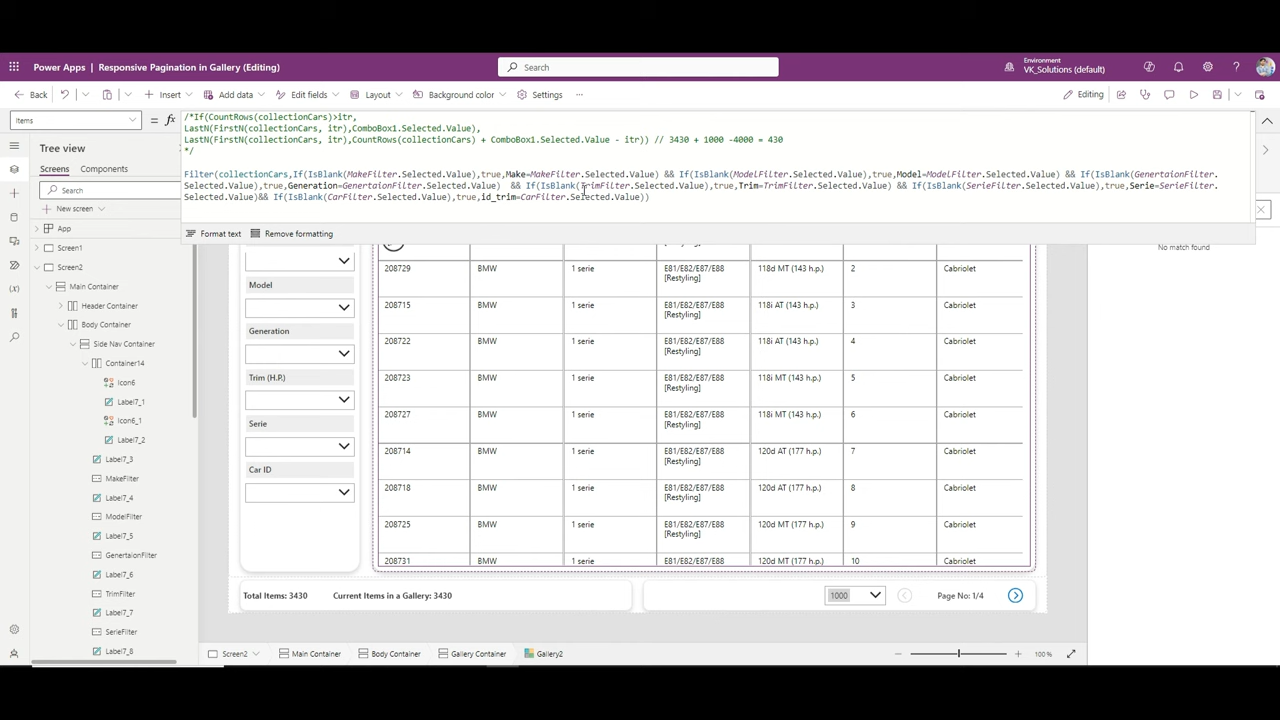 Power Apps | Responsive Pagination in Gallery (Editing)
Search
Environment
VK_Solutions (default)
Back
Insert
Add data
Edit fields
Layout
Background color
Settings
Editing
Items
= fx
/*If(CountRows(collectionCars)>itr,
LastN(FirstN(collectionCars, itr),ComboBox1.Selected.Value),
LastN(FirstN(collectionCars, itr),CountRows(collectionCars) + ComboBox1.Selected.Value - itr)) // 3430 + 1000 -4000 = 430
*/
Filter(collectionCars,If(IsBlank(MakeFilter.Selected.Value),true,Make=MakeFilter.Selected.Value) && If(IsBlank(ModelFilter.Selected.Value),true,Model=ModelFilter.Selected.Value) && If(IsBlank(GenertaionFilter.
Selected.Value),true,Generation=GenertaionFilter.Selected.Value) && If(IsBlank(TrimFilter.Selected.Value),true,Trim=TrimFilter.Selected.Value) && If(IsBlank(SerieFilter.Selected.Value),true,Serie=SerieFilter.
Selected.Value)&& If(IsBlank(CarFilter.Selected.Value),true,id_trim=CarFilter.Selected.Value))
Format text
Remove formatting
Tree view
Screens
Components
Search
New screen
App
Screen1
Screen2
Main Container
Header Container
Body Container
Side Nav Container
Container14
Icon6
Label7_1
Icon6_1
Label7_2
Label7_3
MakeFilter
Label7_4
ModelFilter
Label7_5
GenertaionFilter
Label7_6
TrimFilter
Label7_7
SerieFilter
Label7_8
Model
Generation
Trim (H.P.)
Serie
Car ID
208729 BMW 1 serie E81/E82/E87/E88 [Restyling] 118d MT (143 h.p.) 2 Cabriolet
208715 BMW 1 serie E81/E82/E87/E88 [Restyling] 118i AT (143 h.p.) 3 Cabriolet
208722 BMW 1 serie E81/E82/E87/E88 [Restyling] 118i AT (143 h.p.) 4 Cabriolet
208723 BMW 1 serie E81/E82/E87/E88 [Restyling] 118i MT (143 h.p.) 5 Cabriolet
208727 BMW 1 serie E81/E82/E87/E88 [Restyling] 118i MT (143 h.p.) 6 Cabriolet
208714 BMW 1 serie E81/E82/E87/E88 [Restyling] 120d AT (177 h.p.) 7 Cabriolet
208718 BMW 1 serie E81/E82/E87/E88 [Restyling] 120d AT (177 h.p.) 8 Cabriolet
208725 BMW 1 serie E81/E82/E87/E88 [Restyling] 120d MT (177 h.p.) 9 Cabriolet
208731 BMW 1 serie E81/E82/E87/E88 120d MT (177 h.p.) 10 Cabriolet
No match found
Total Items: 3430
Current Items in a Gallery: 3430
1000
Page No: 1/4
Screen2
Main Container
Body Container
Gallery Container
Gallery2
100 %